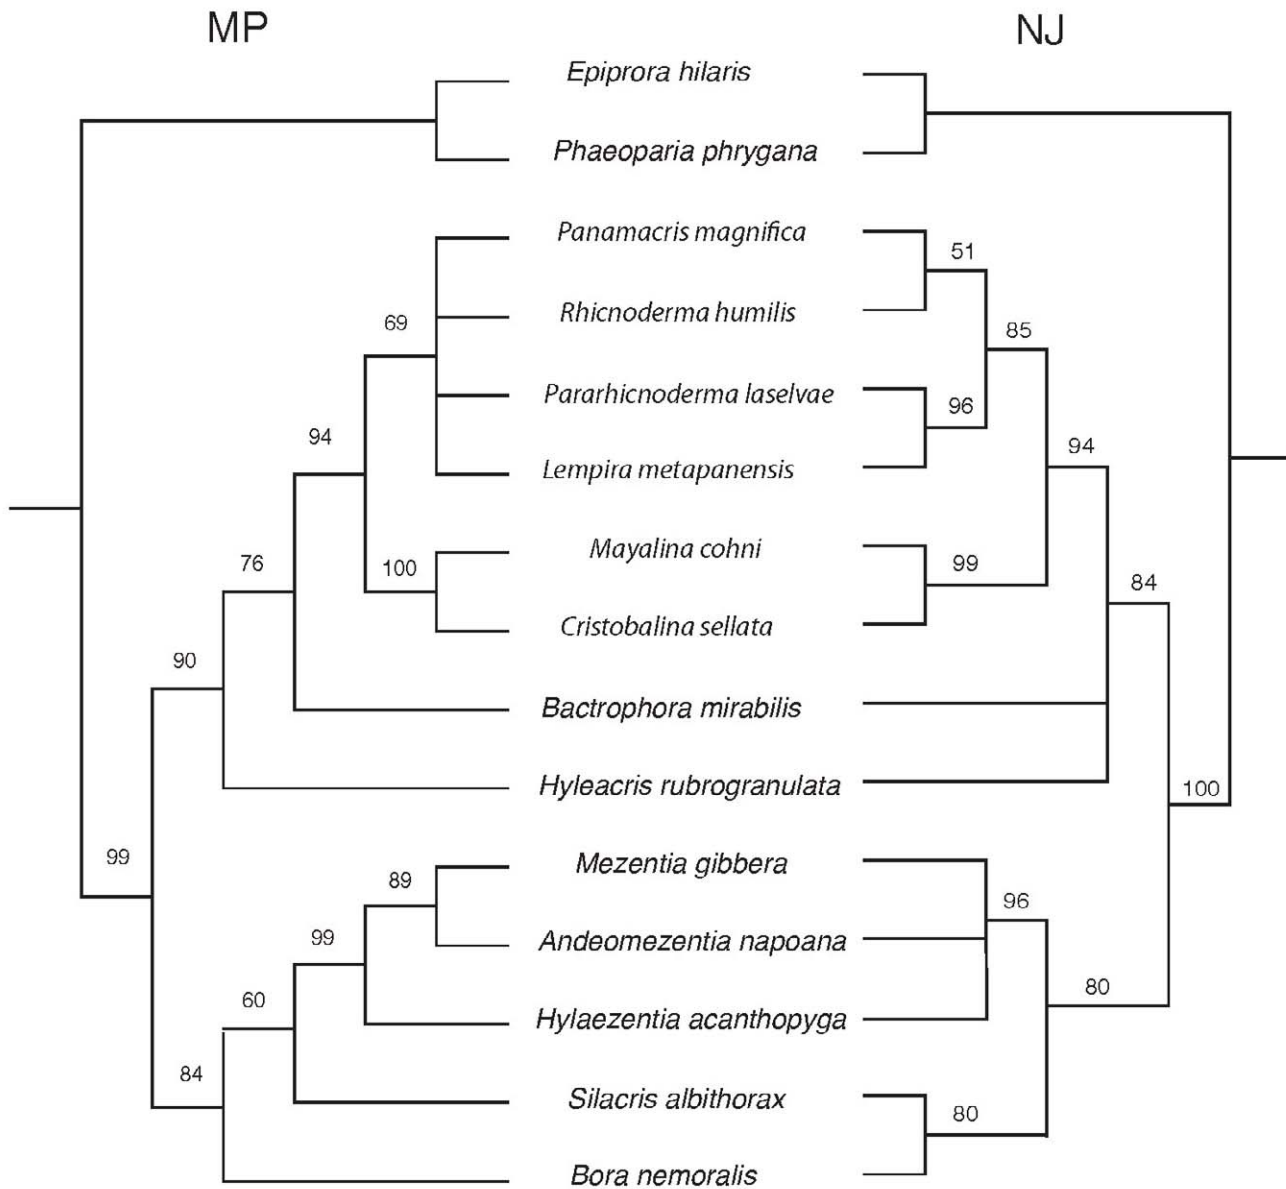 MP
NJ
Epiprora hilaris
Phaeoparia phrygana
Panamacris magnifica
51
Rhicnoderma humilis
69
85
Pararhicnoderma laselvae
96
94
94
Lempira metapanensis
Mayalina cohni
76
100
99
84
Cristobalina sellata
90
Bactrophora mirabilis
Hyleacris rubrogranulata
100
99
Mezentia gibbera
89
96
Andeomezentia napoana
99
60
80
Hylaezentia acanthopyga
84
Silacris albithorax
80
Bora nemoralis